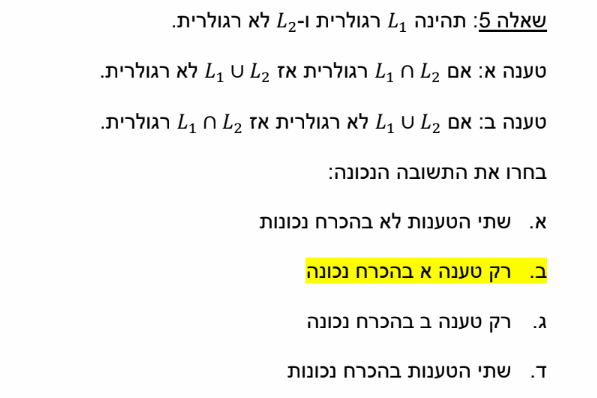 שאלה 5: תהינה L₁ רגולרית ו-L₂ לא רגולרית.
טענה א: אם L₁ ∩ L₂ רגולרית אז L₁ ∪ L₂ לא רגולרית.
טענה ב: אם L₁ ∪ L₂ לא רגולרית אז L₁ ∩ L₂ רגולרית.
בחרו את התשובה הנכונה:
א. שתי הטענות לא בהכרח נכונות
ב. רק טענה א בהכרח נכונה
ג. רק טענה ב בהכרח נכונה
ד. שתי הטענות בהכרח נכונות